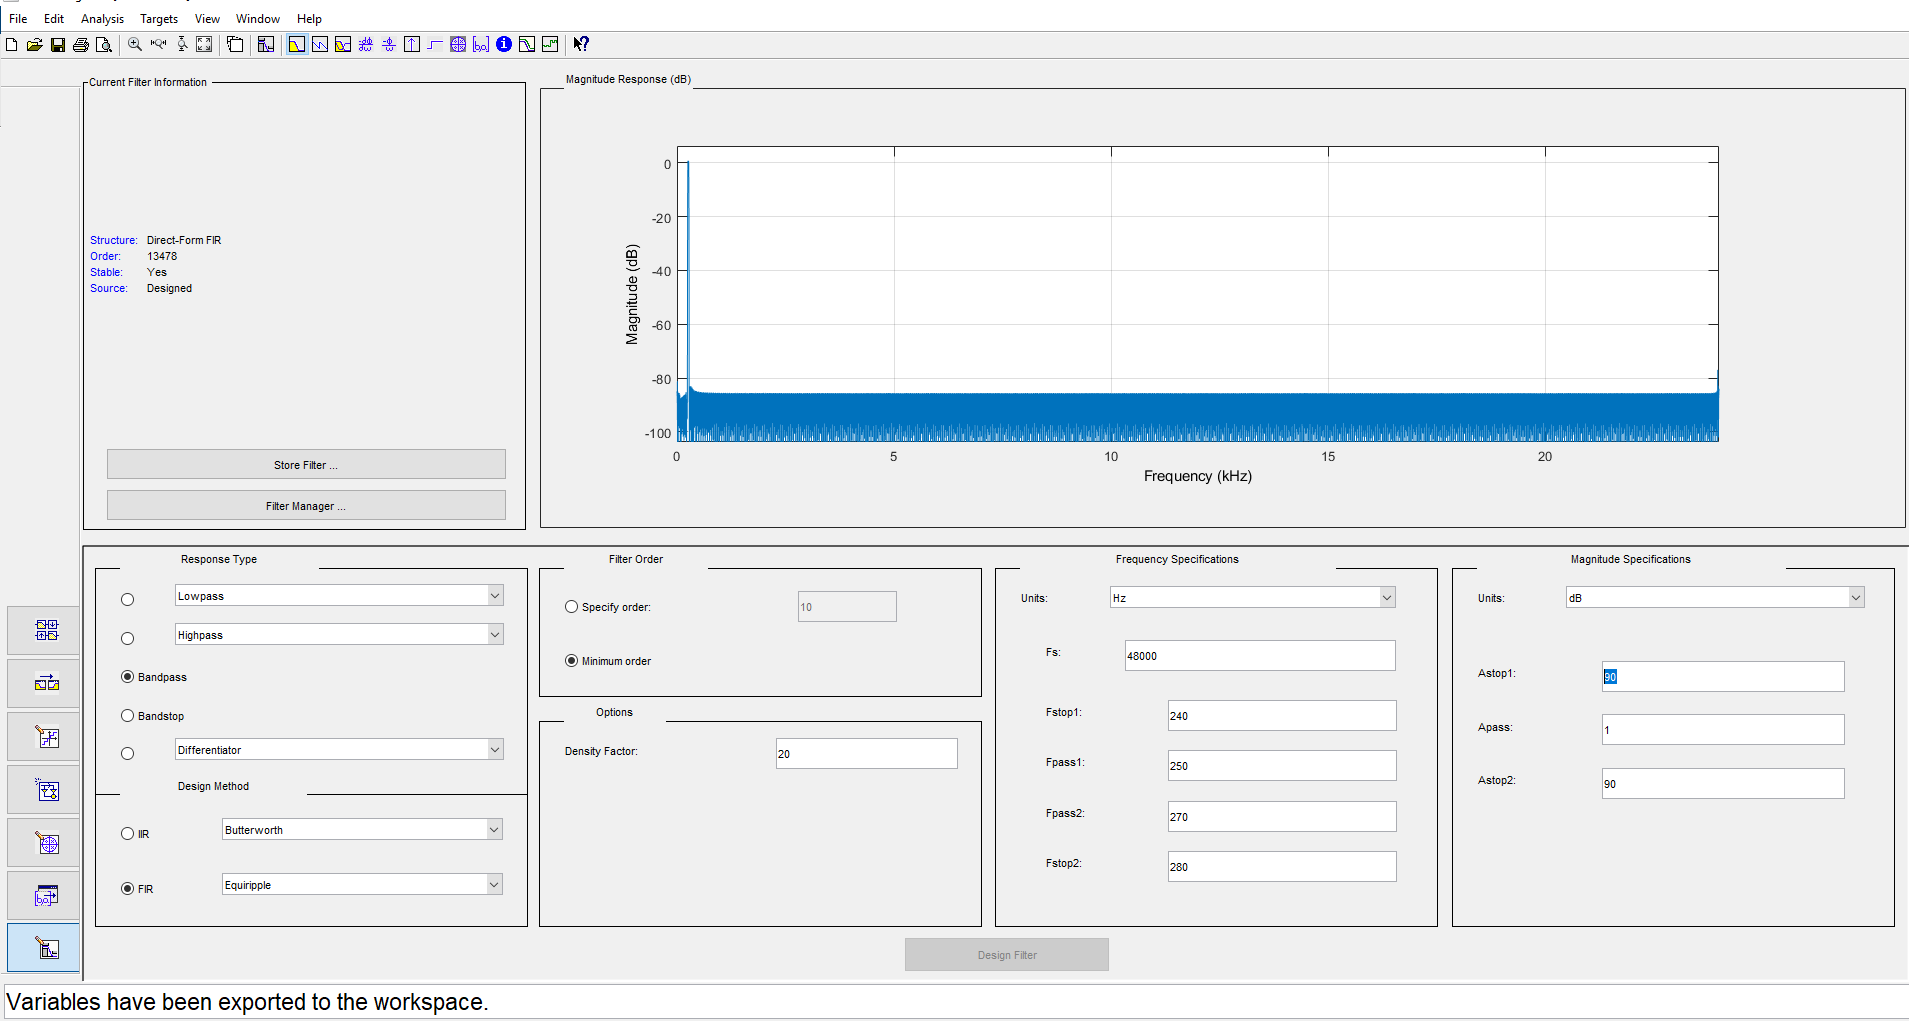 File Edit Analysis Targets View Window Help
Current Filter Information
Structure: Direct-Form FIR
Order: 13478
Stable: Yes
Source: Designed
Store Filter ...
Filter Manager ...
Magnitude Response (dB)
Magnitude (dB)
0
-20
-40
-60
-80
-100
0 5 10 15 20
Frequency (kHz)
Response Type
Lowpass
Highpass
Bandpass
Bandstop
Differentiator
Design Method
IIR Butterworth
FIR Equiripple
Filter Order
Specify order: 10
Minimum order
Options
Density Factor: 20
Frequency Specifications
Units: Hz
Fs: 48000
Fstop1: 240
Fpass1: 250
Fpass2: 270
Fstop2: 280
Magnitude Specifications
Units: dB
Astop1: 90
Apass: 1
Astop2: 90
Design Filter
Variables have been exported to the workspace.